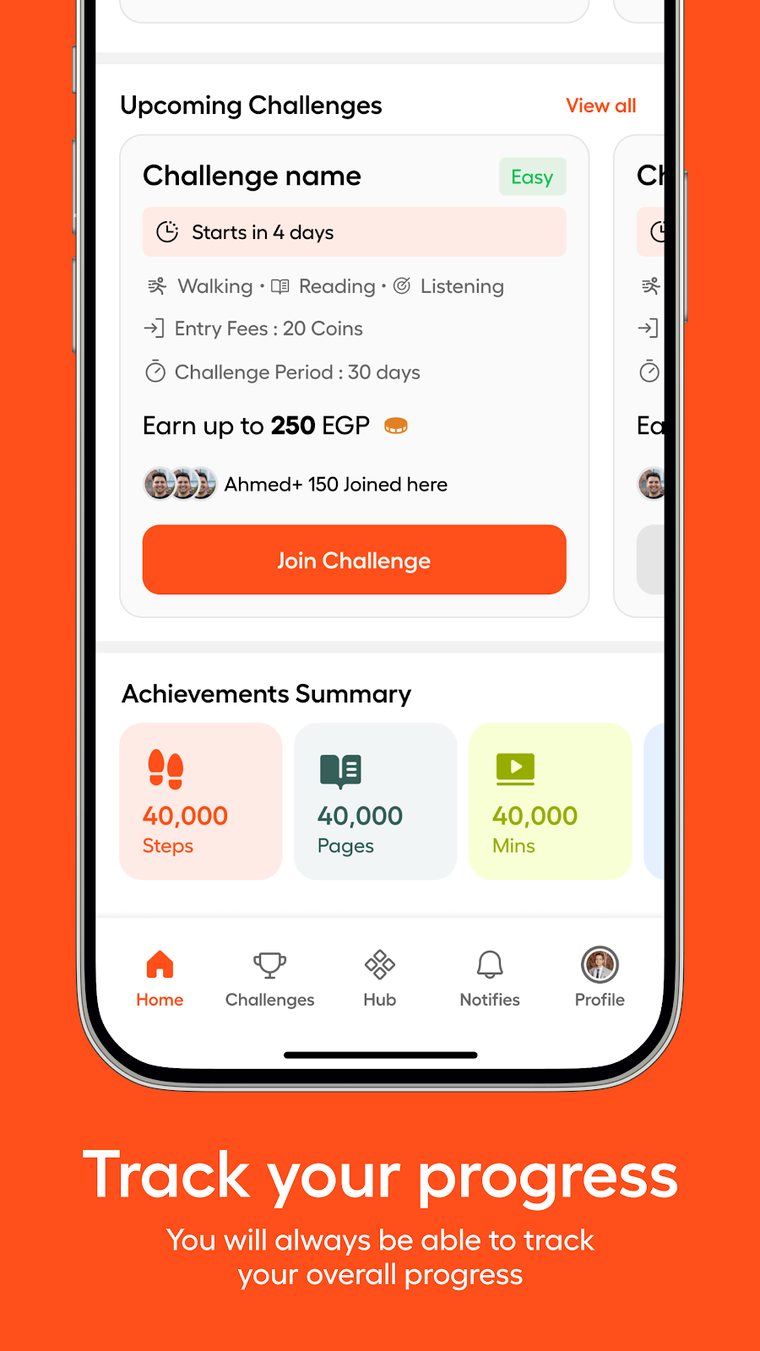 Upcoming Challenges
View all
Challenge name
Easy
Starts in 4 days
Walking · Reading · Listening
Entry Fees : 20 Coins
Challenge Period : 30 days
Earn up to 250 EGP
Ahmed+ 150 Joined here
Join Challenge
Ch
Ea
Achievements Summary
40,000
Steps
40,000
Pages
40,000
Mins
Home
Challenges
Hub
Notifies
Profile
Track your progress
You will always be able to track
your overall progress